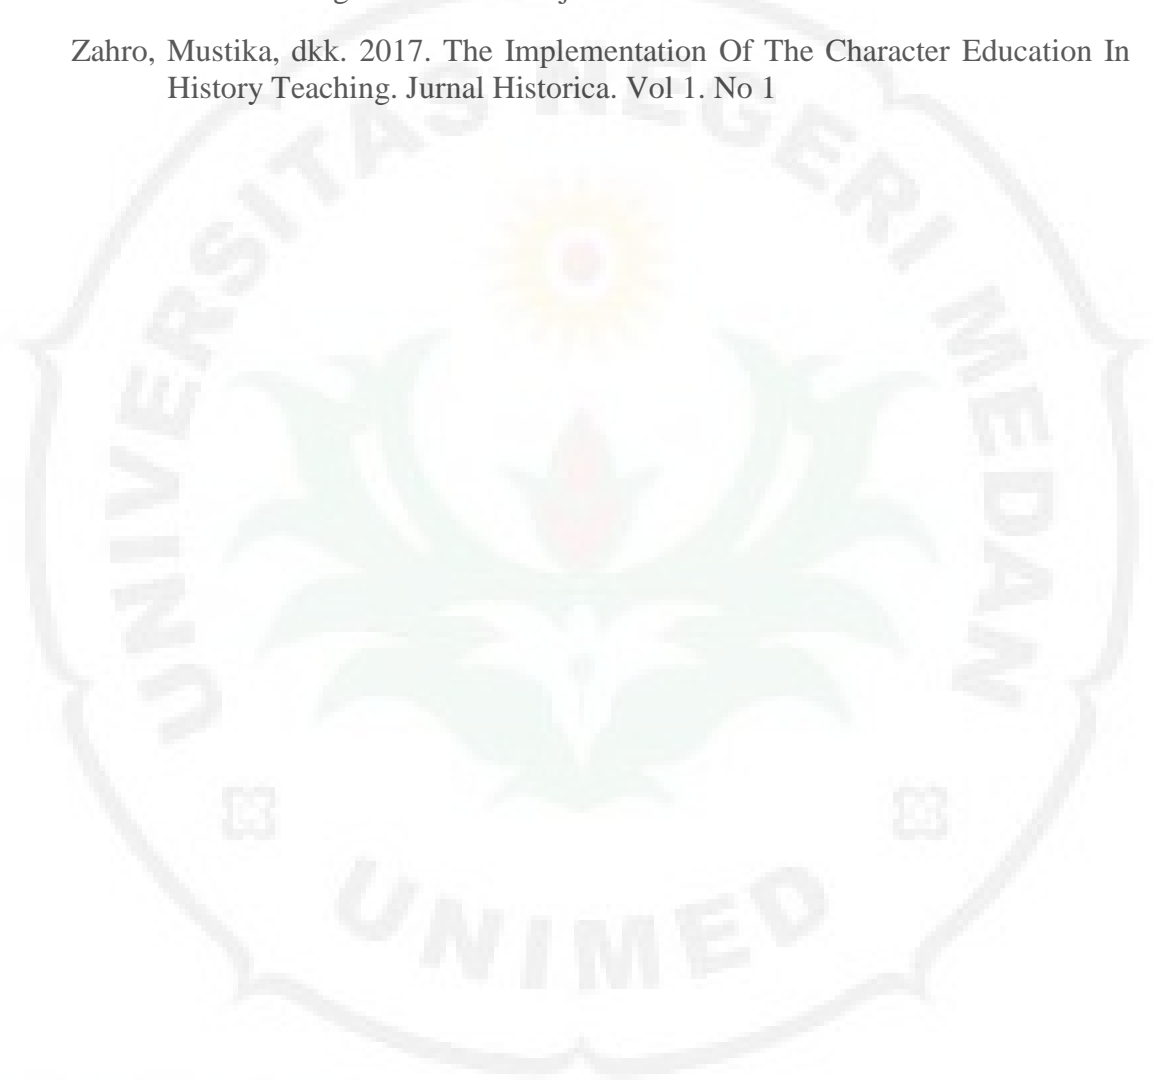 Zahro, Mustika, dkk. 2017. The Implementation Of The Character Education In
History Teaching. Jurnal Historica. Vol 1. No 1
UNIVERSITAS NEGERI MEDAN
UNIMED